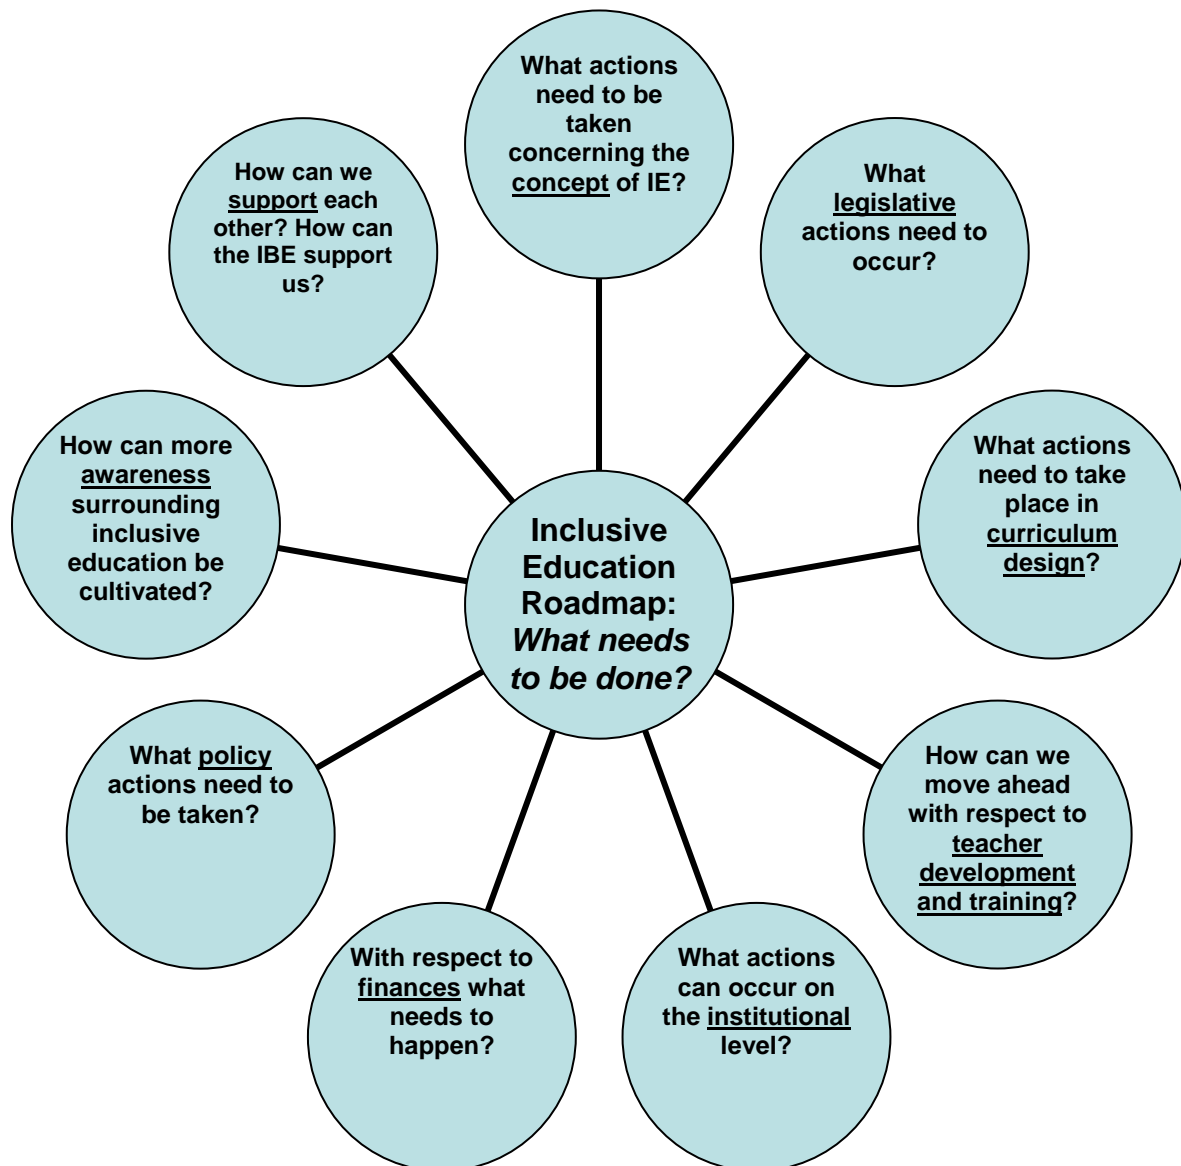 What actions
need to be
taken
concerning the
concept of IE?
What
legislative
actions need to
occur?
What actions
need to take
place in
curriculum
design?
How can we
move ahead
with respect to
teacher
development
and training?
What actions
can occur on
the institutional
level?
With respect to
finances what
needs to
happen?
What policy
actions need to
be taken?
How can more
awareness
surrounding
inclusive
education be
cultivated?
How can we
support each
other? How can
the IBE support
us?
Inclusive
Education
Roadmap:
What needs
to be done?